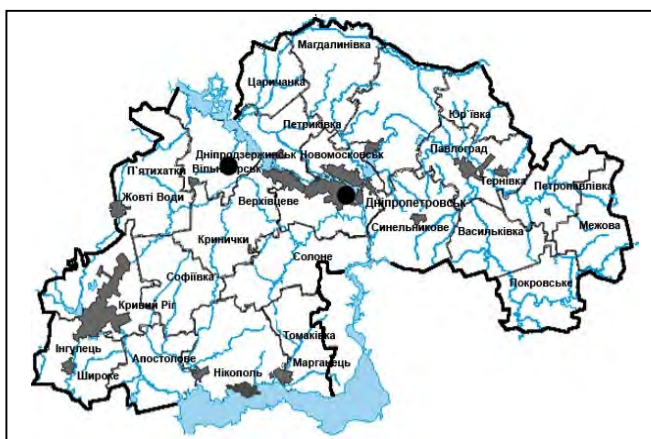 Магдалинівка
Царичанка
Юр'ївка
Петриківка
Павлоград
Дніпродзержинськ
Новомосковськ
П'ятихатки
Вільногорськ
Тернівка
Петропавлівка
Жовті Води
Верхівцеве
Дніпропетровськ
Синельникове
Васильківка
Межова
Кринички
Солоне
Софіївка
Покровське
Кривий Ріг
Томаківка
Інгулець
Апостолове
Марганець
Широке
Нікополь